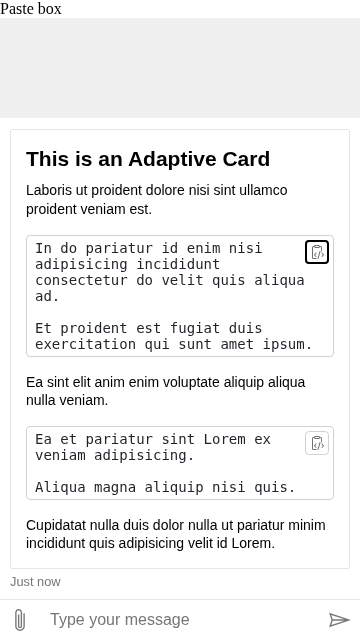 Paste box
This is an Adaptive Card
Laboris ut proident dolore nisi sint ullamco
proident veniam est.
In do pariatur id enim nisi
adipisicing incididunt
consectetur do velit quis aliqua
ad.
Et proident est fugiat duis
exercitation qui sunt amet ipsum.
Ea sint elit anim enim voluptate aliquip aliqua
nulla veniam.
Ea et pariatur sint Lorem ex
veniam adipisicing.
Aliqua magna aliquip nisi quis.
Cupidatat nulla duis dolor nulla ut pariatur minim
incididunt quis adipisicing velit id Lorem.
Just now
Type your message